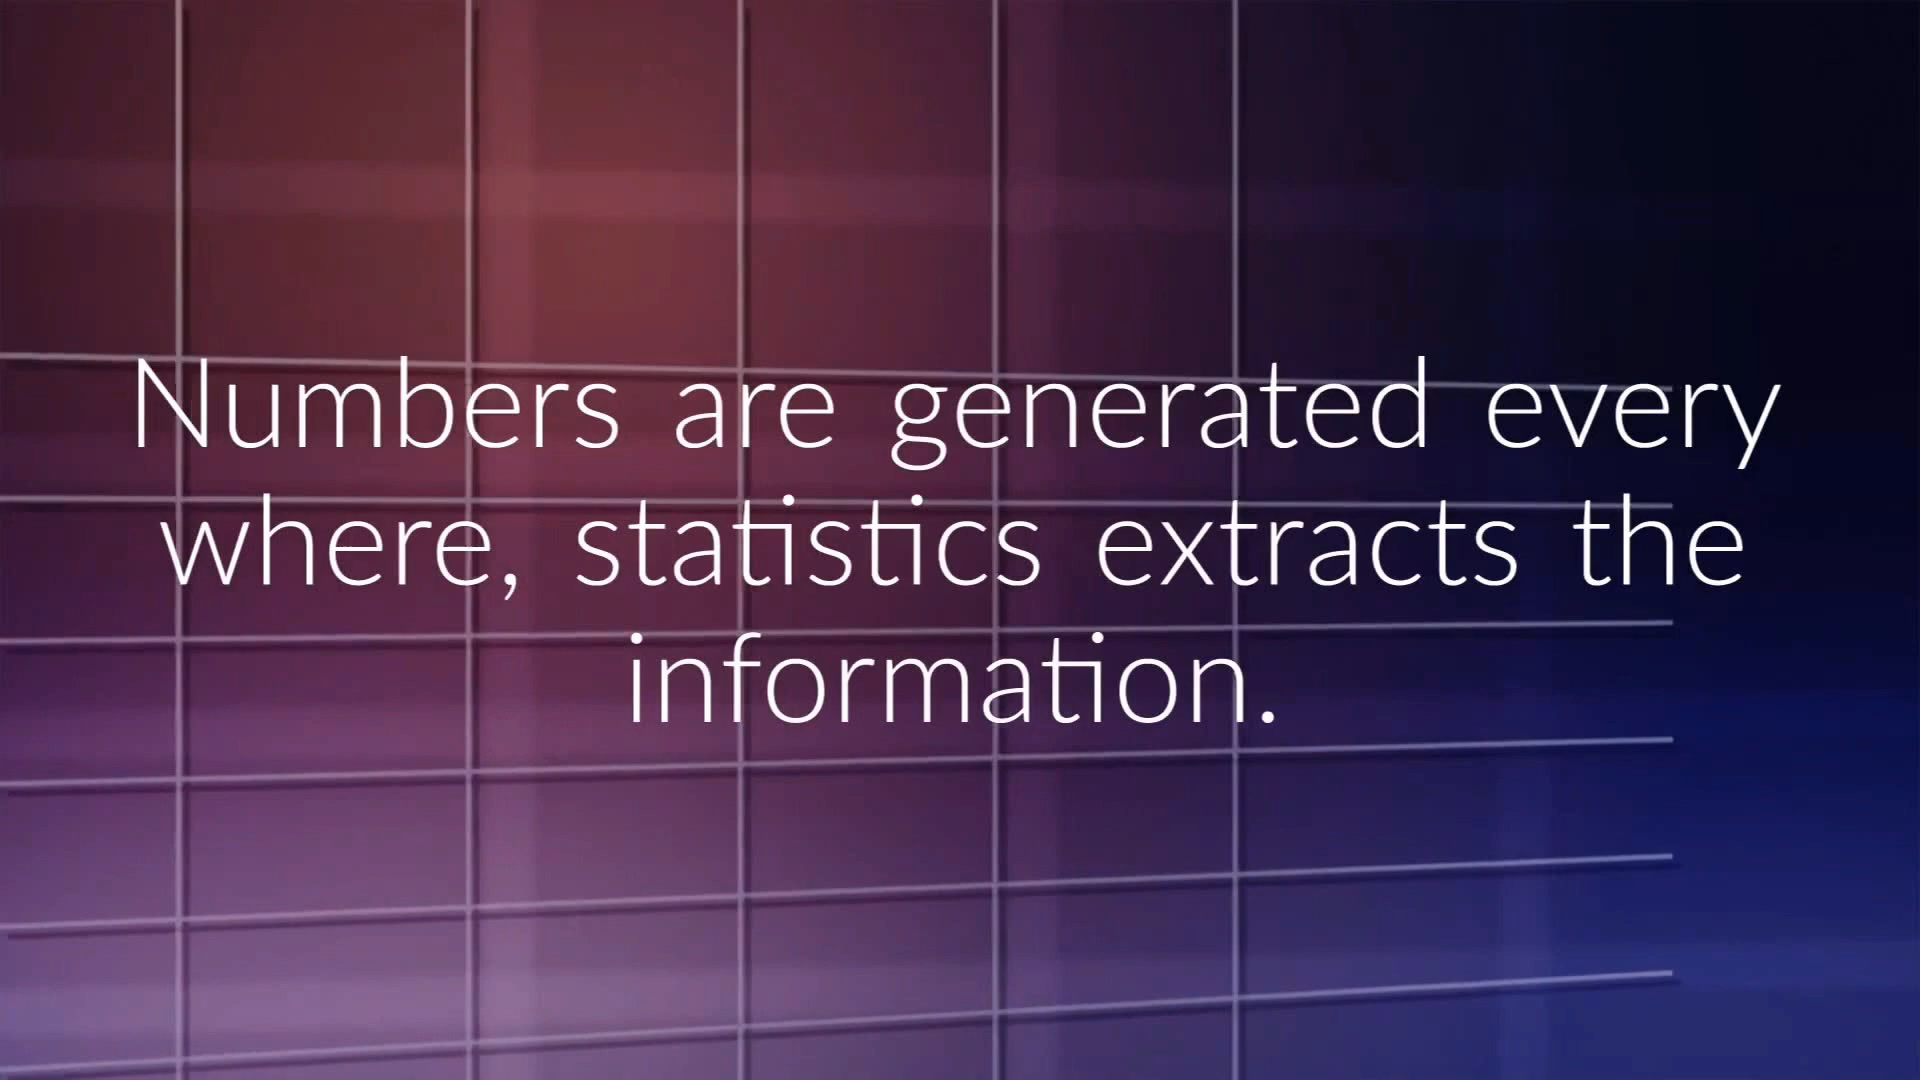 Numbers are generated every
where, statistics extracts the
information.